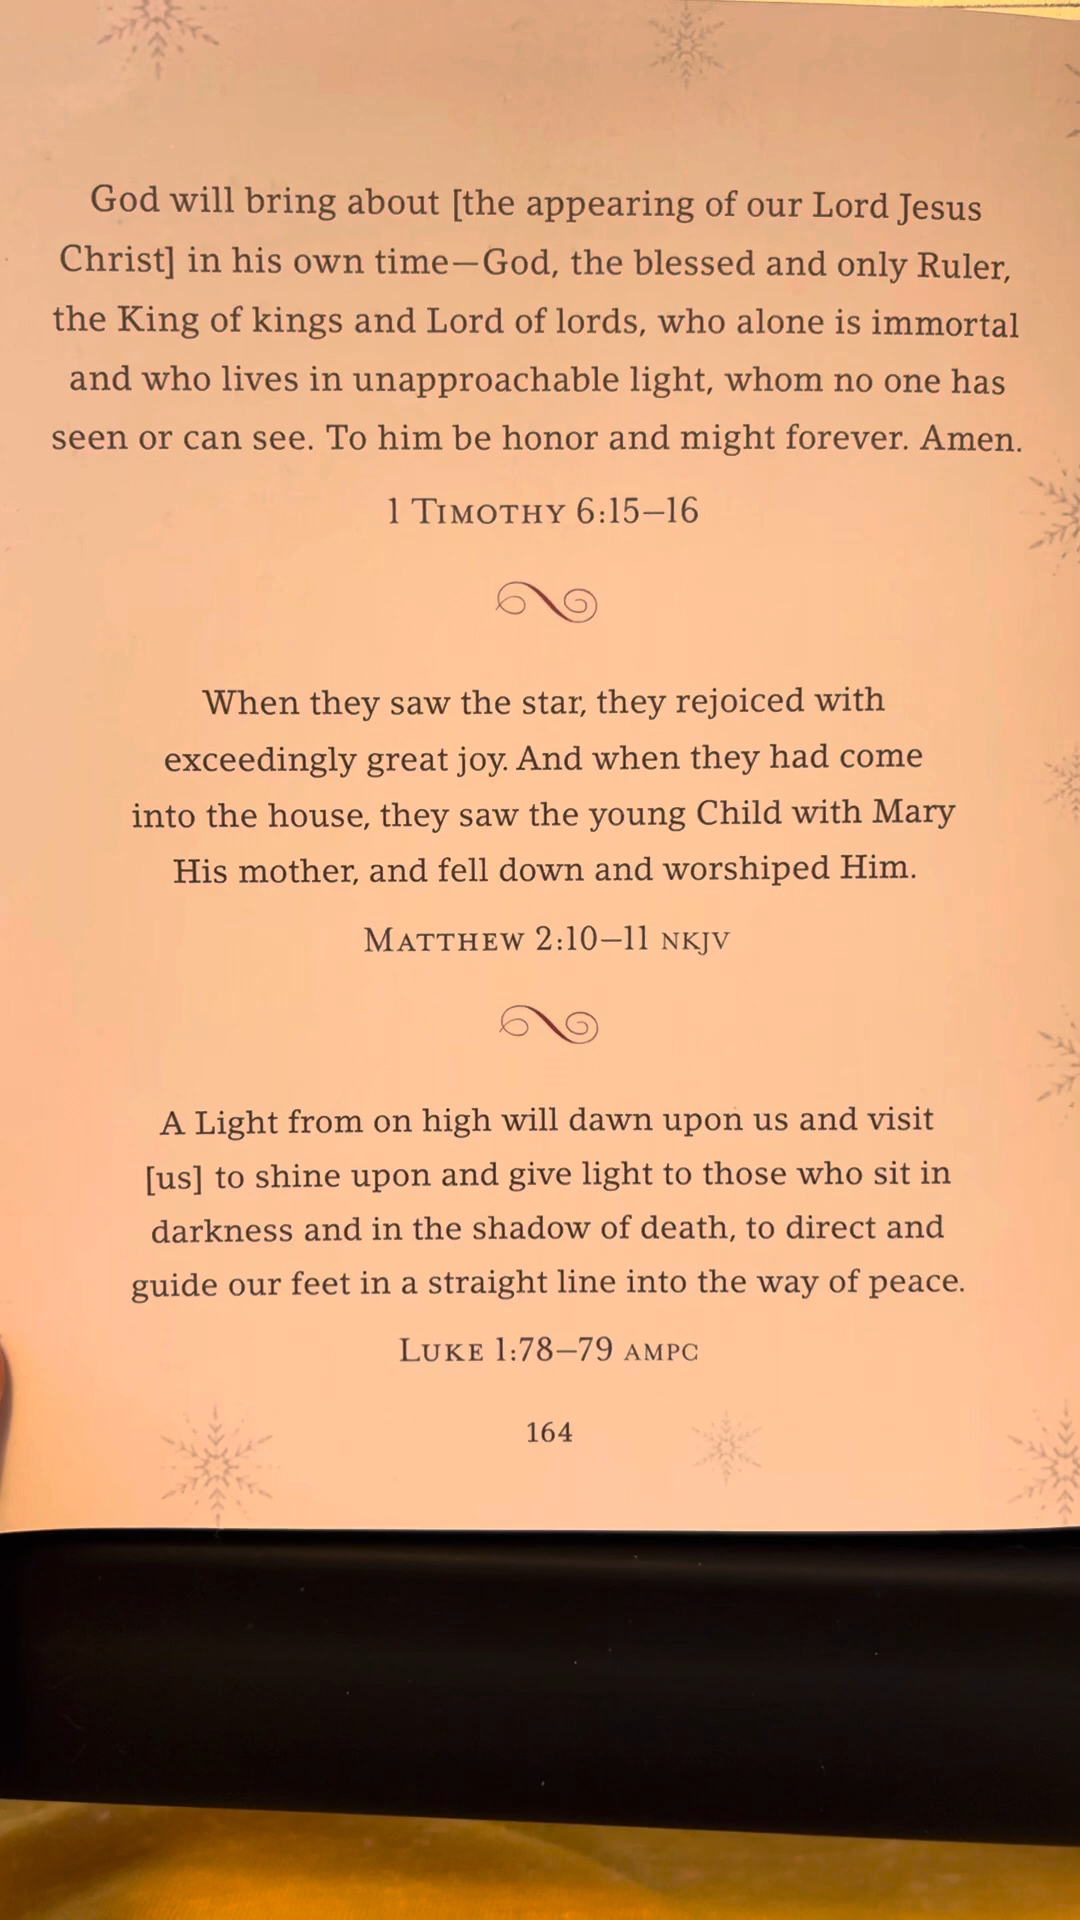 God will bring about [the appearing of our Lord Jesus
Christ] in his own time—God, the blessed and only Ruler,
the King of kings and Lord of lords, who alone is immortal
and who lives in unapproachable light, whom no one has
seen or can see. To him be honor and might forever. Amen.
1 Timothy 6:15–16
When they saw the star, they rejoiced with
exceedingly great joy. And when they had come
into the house, they saw the young Child with Mary
His mother, and fell down and worshiped Him.
Matthew 2:10–11 NKJV
A Light from on high will dawn upon us and visit
[us] to shine upon and give light to those who sit in
darkness and in the shadow of death, to direct and
guide our feet in a straight line into the way of peace.
Luke 1:78–79 AMPC
164